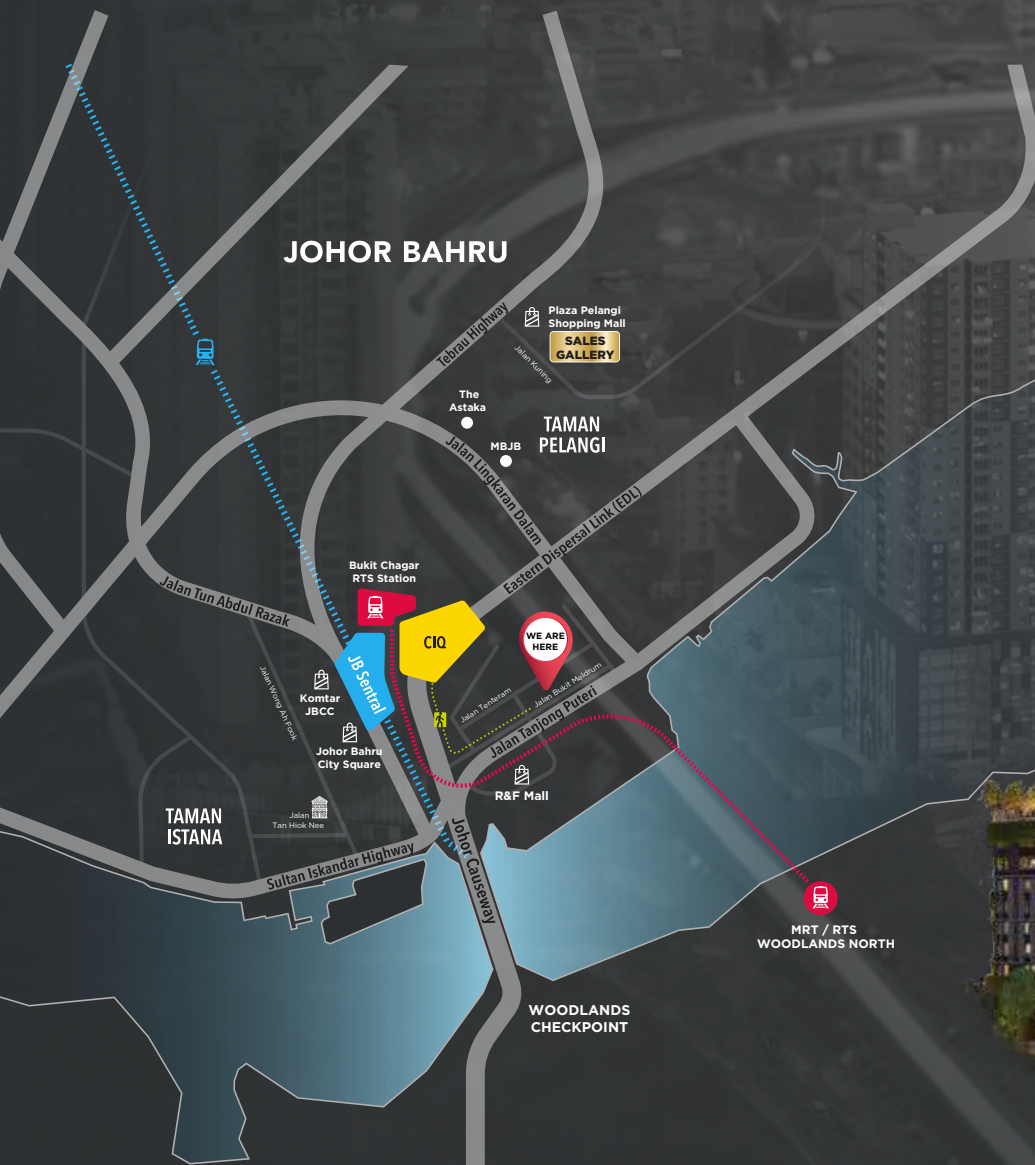 JOHOR BAHRU
Plaza Pelangi
Shopping Mall
SALES
GALLERY
Tebrau Highway
Jalan Kuning
The
Astaka
MBJB
TAMAN
PELANGI
Jalan Lingkaran Dalam
Eastern Dispersal Link (EDL)
Bukit Chagar
RTS Station
Jalan Tun Abdul Razak
CIQ
WE ARE
HERE
JB Sentral
Jalan Wong Ah Fook
Komtar
JBCC
Jalan Tenteram
Jalan Bukit Meldrum
Jalan Tanjong Puteri
Johor Bahru
City Square
R&F Mall
TAMAN
ISTANA
Jalan
Tan Hiok Nee
Sultan Iskandar Highway
Johor Causeway
MRT / RTS
WOODLANDS NORTH
WOODLANDS
CHECKPOINT